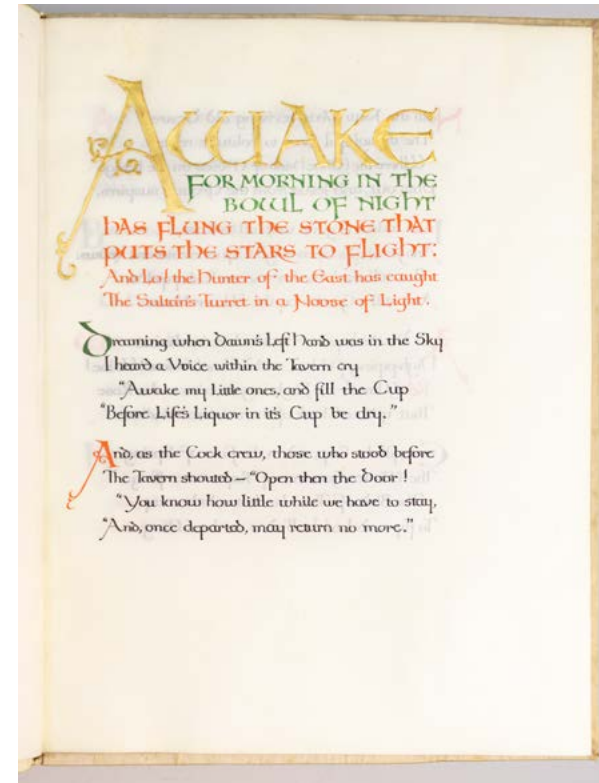 AWAKE
FOR MORNING IN THE
BOWL OF NIGHT
HAS FLUNG THE STONE THAT
PUTS THE STARS TO FLIGHT:
And Lo! the Hunter of the East has caught
The Sultán's Turret in a Noose of Light.
Dreaming when Dawn's Left Hand was in the Sky
I heard a Voice within the Tavern cry
"Awake my Little ones, and fill the Cup
"Before Life's Liquor in its Cup be dry."
And, as the Cock crew, those who stood before
The Tavern shouted — "Open then the Door!
"You know how little while we have to stay,
"And, once departed, may return no more."